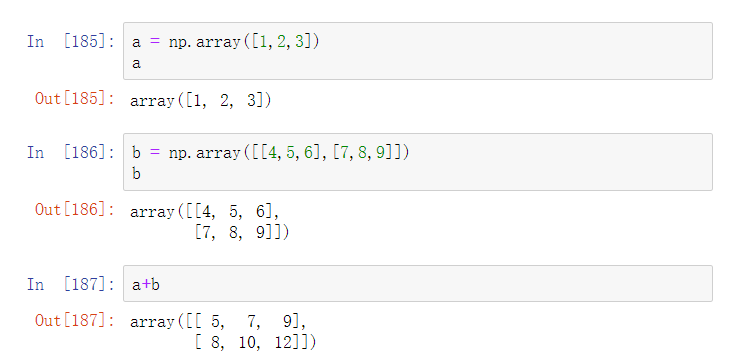 In [185]: a = np.array([1,2,3])
a
Out[185]: array([1, 2, 3])
In [186]: b = np.array([[4,5,6],[7,8,9]])
b
Out[186]: array([[4, 5, 6],
[7, 8, 9]])
In [187]: a+b
Out[187]: array([[ 5, 7, 9],
[ 8, 10, 12]])